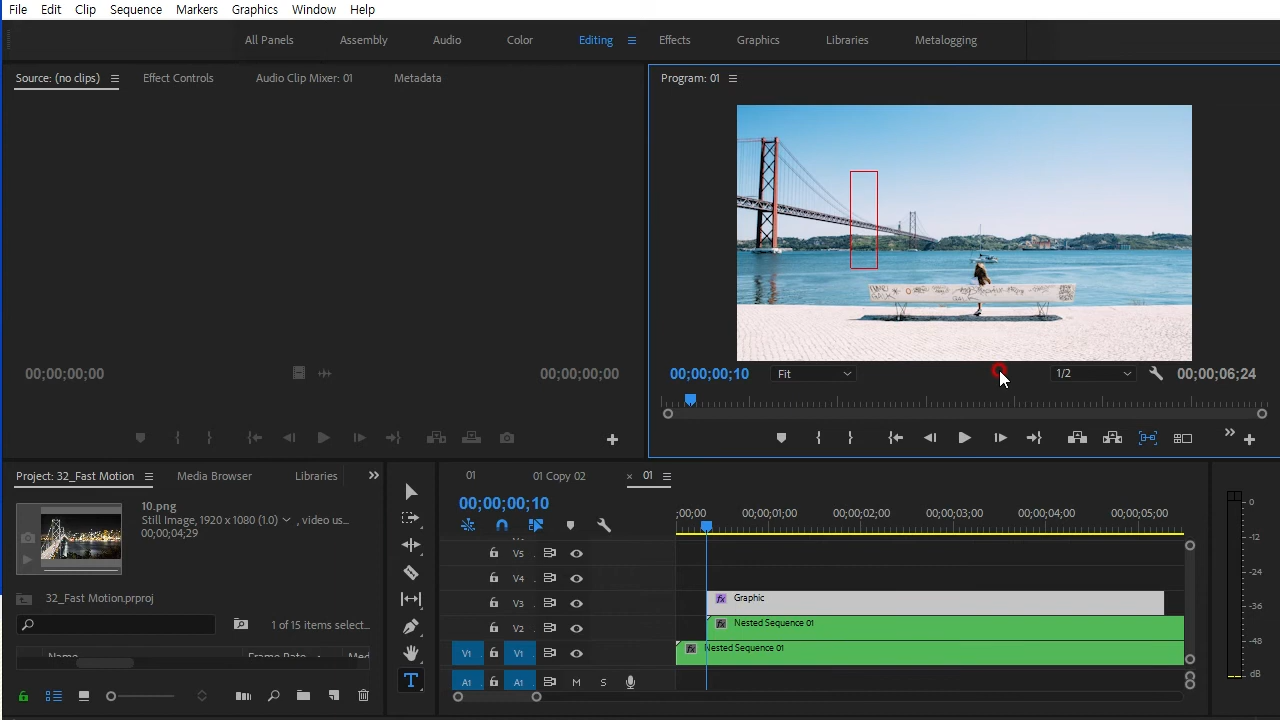 File Edit Clip Sequence Markers Graphics Window Help
All Panels Assembly Audio Color Editing Effects Graphics Libraries Metalogging
Source: (no clips) Effect Controls Audio Clip Mixer: 01 Metadata
Program: 01
00;00;00;00 00;00;00;00
00;00;00;10 Fit 1/2 00;00;06;24
Project: 32_Fast Motion Media Browser Libraries
10.png
Still Image, 1920 x 1080 (1.0) , video us...
00;00;04;29
32_Fast Motion.prproj
1 of 15 items select...
Name Frame Rate Med
01 01 Copy 02 × 01
00;00;00;10
;00;00 00;00;01;00 00;00;02;00 00;00;03;00 00;00;04;00 00;00;05;00
V5
V4
V3 Graphic
V2 Nested Sequence 01
V1 V1 Nested Sequence 01
A1 A1 M S
0
-12
-24
-36
-48
dB